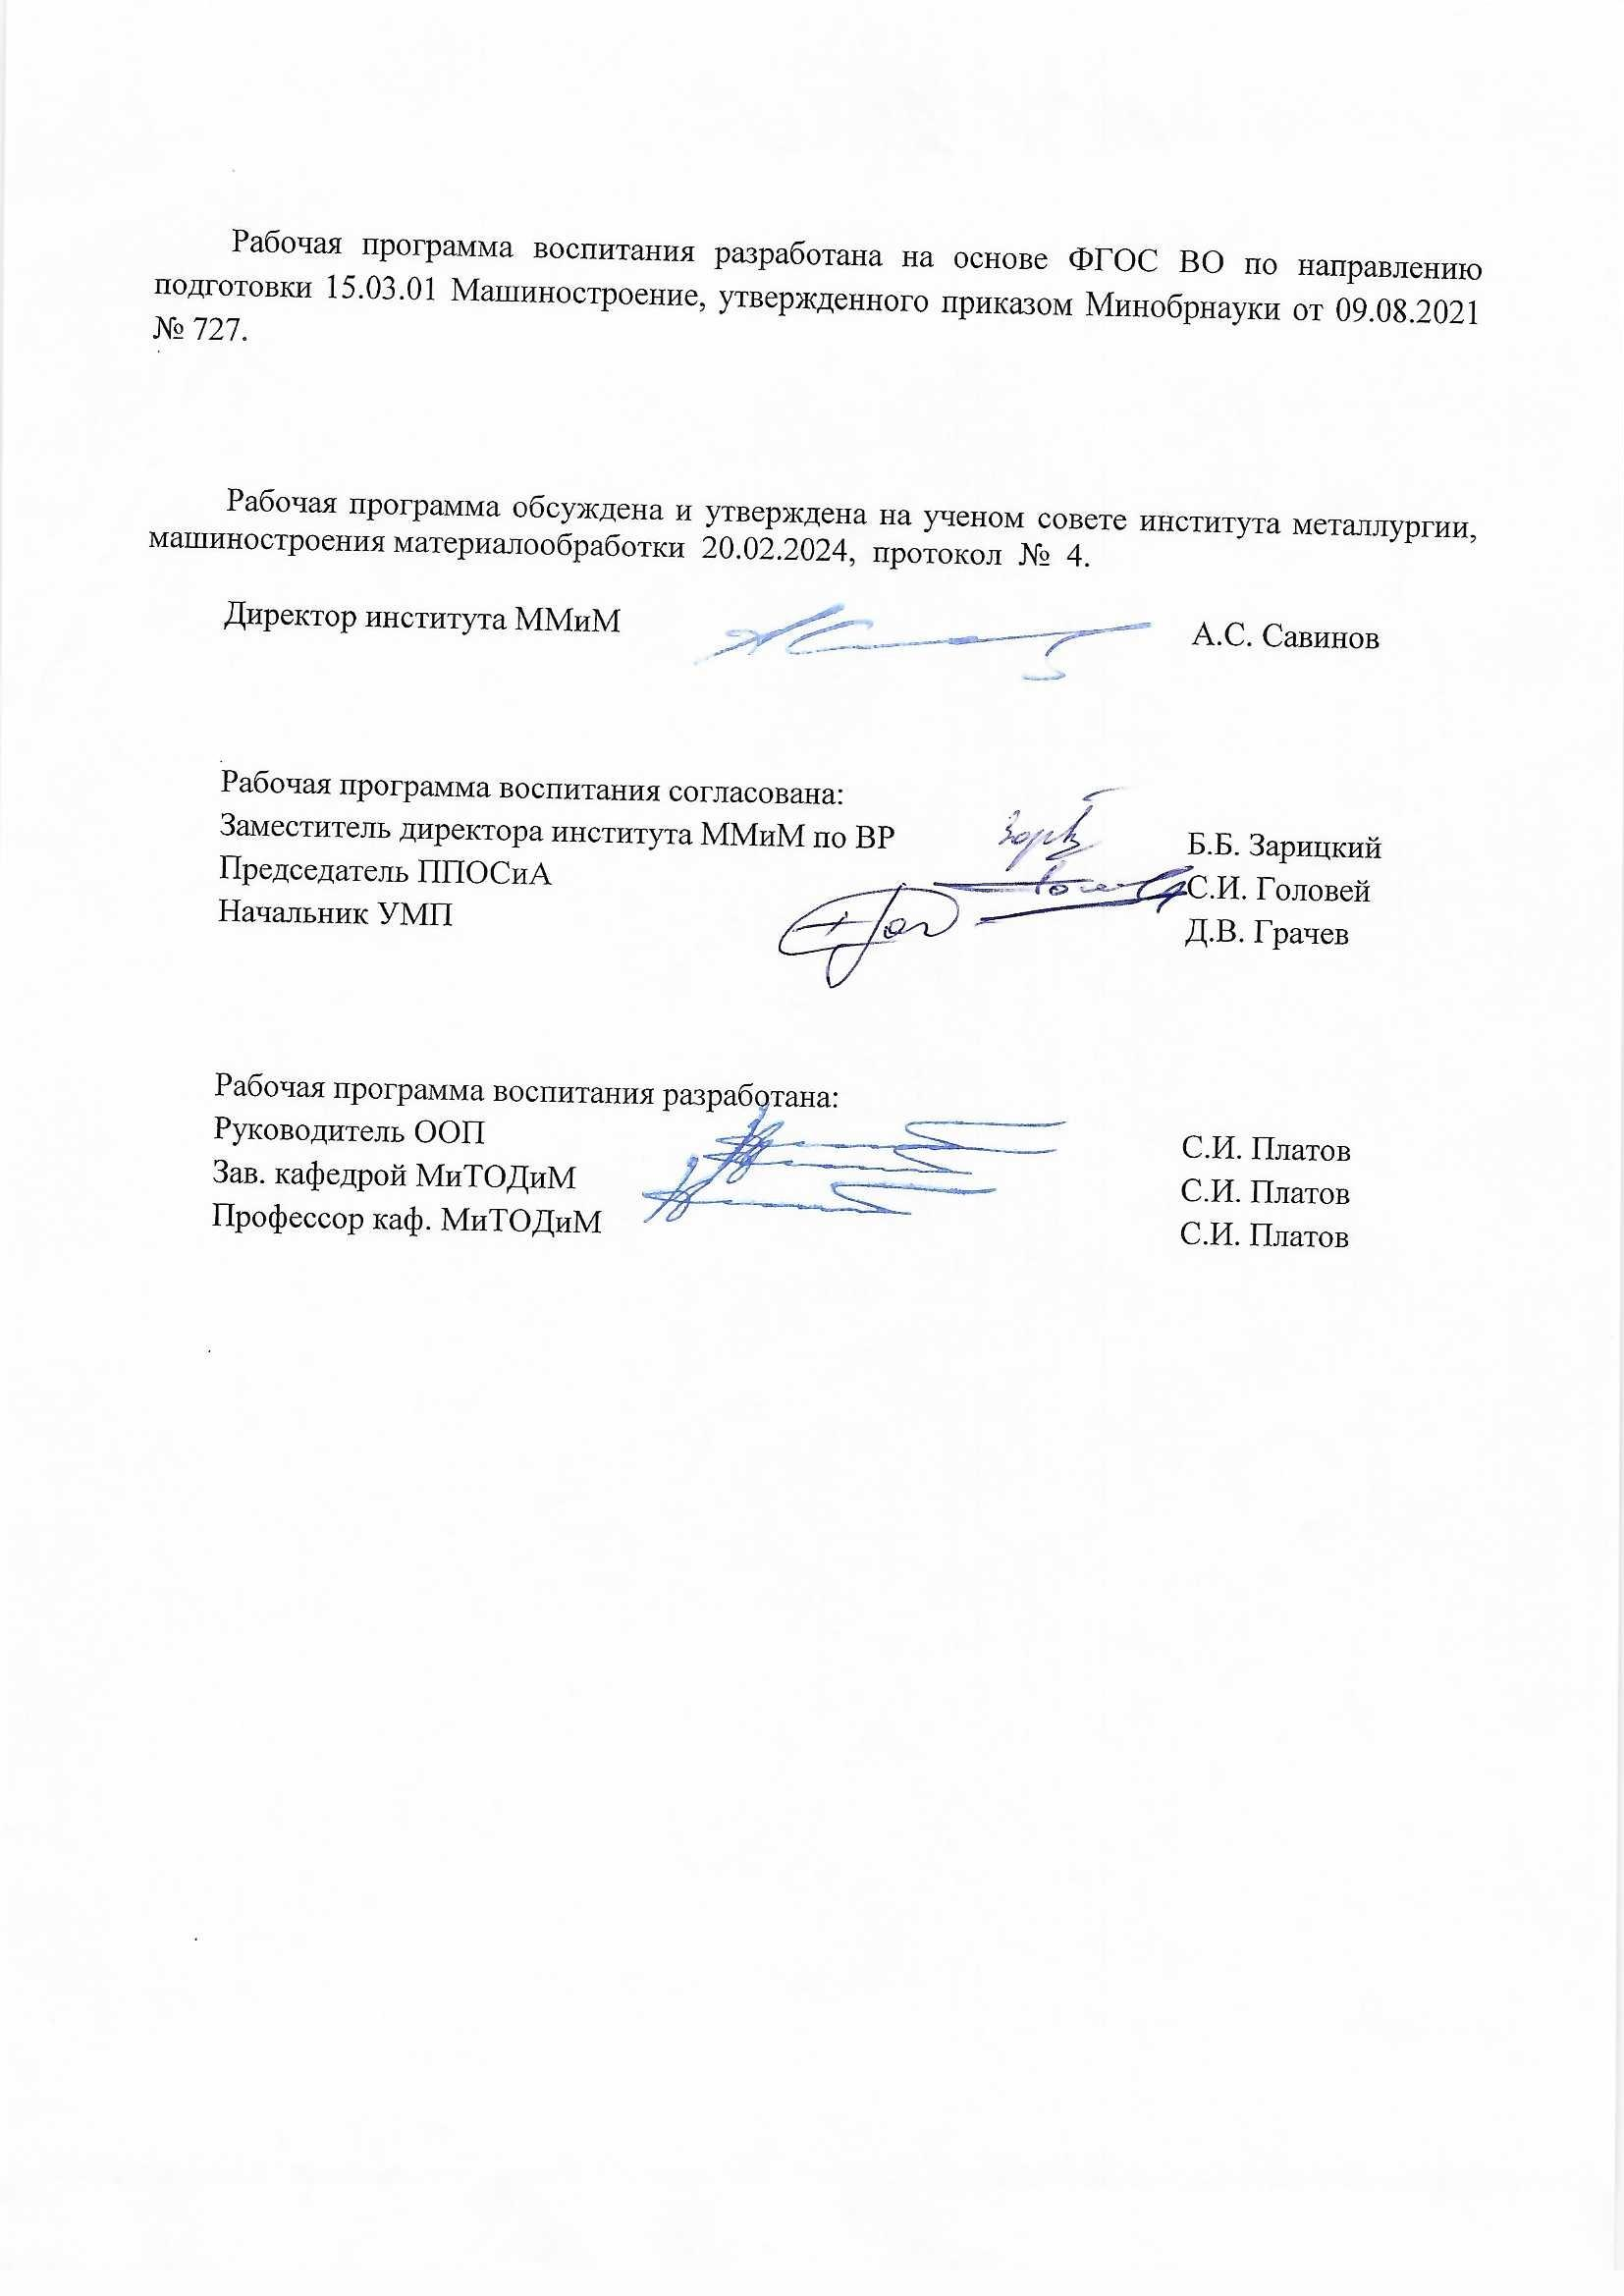 Рабочая программа воспитания разработана на основе ФГОС ВО по направлению
подготовки 15.03.01 Машиностроение, утвержденного приказом Минобрнауки от 09.08.2021
№ 727.
Рабочая программа обсуждена и утверждена на ученом совете института металлургии,
машиностроения материалообработки 20.02.2024, протокол № 4.
Директор института ММиМ А.С. Савинов
Рабочая программа воспитания согласована:
Заместитель директора института ММиМ по ВР Б.Б. Зарицкий
Председатель ППОСиА С.И. Головей
Начальник УМП Д.В. Грачев
Рабочая программа воспитания разработана:
Руководитель ООП С.И. Платов
Зав. кафедрой МиТОДиМ С.И. Платов
Профессор каф. МиТОДиМ С.И. Платов